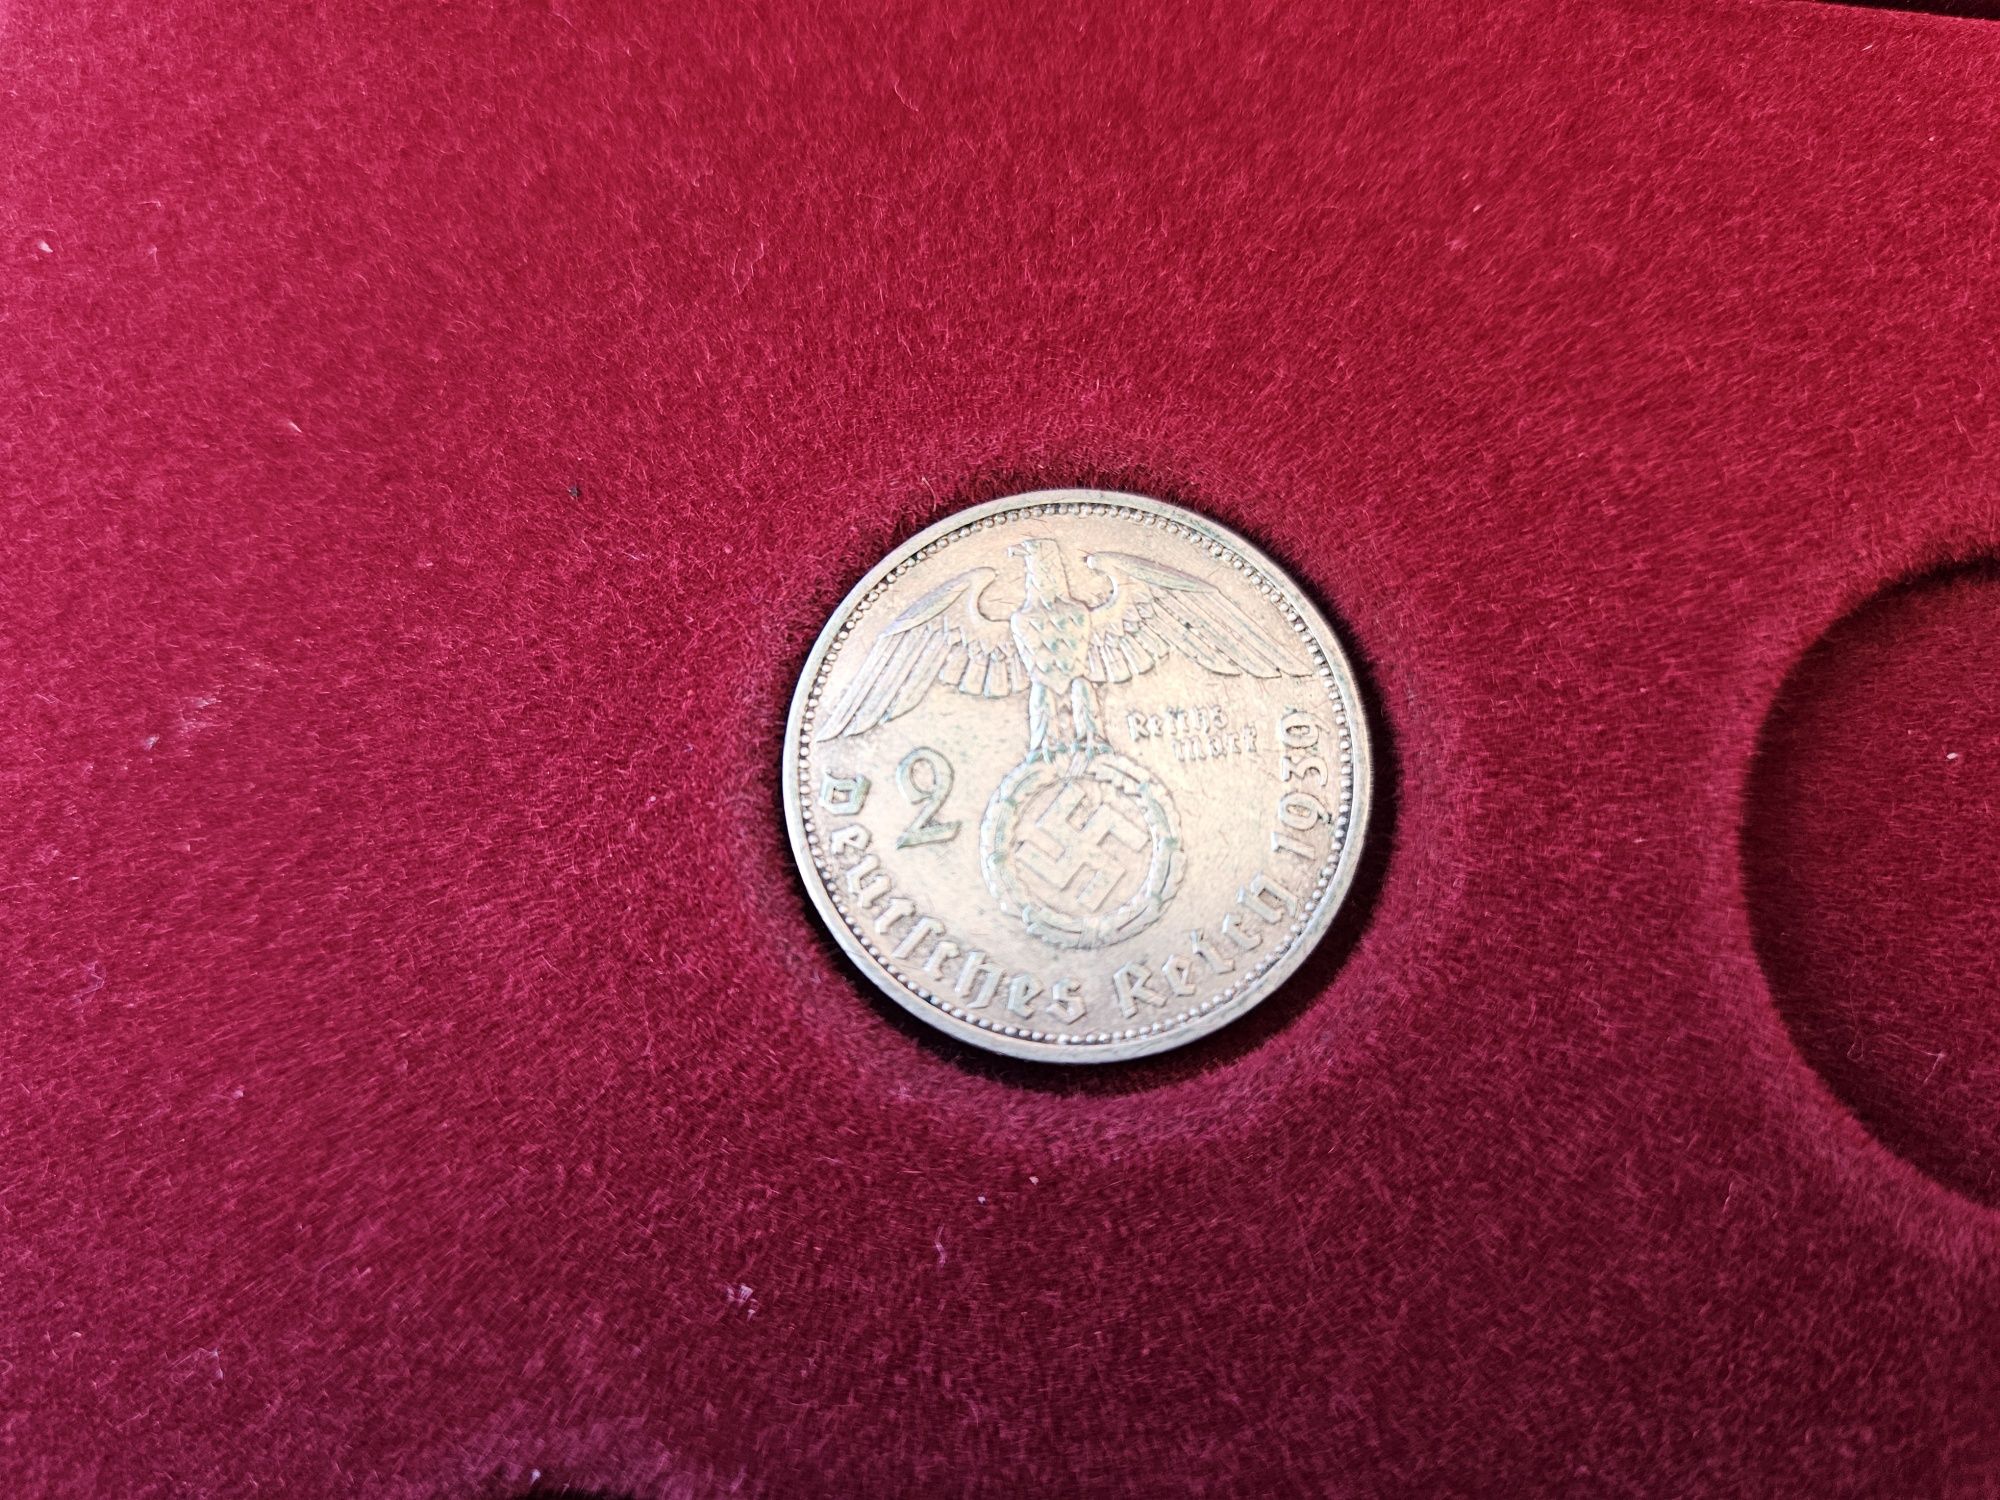 Reichs
mark
2
Deutsches Reich 1939